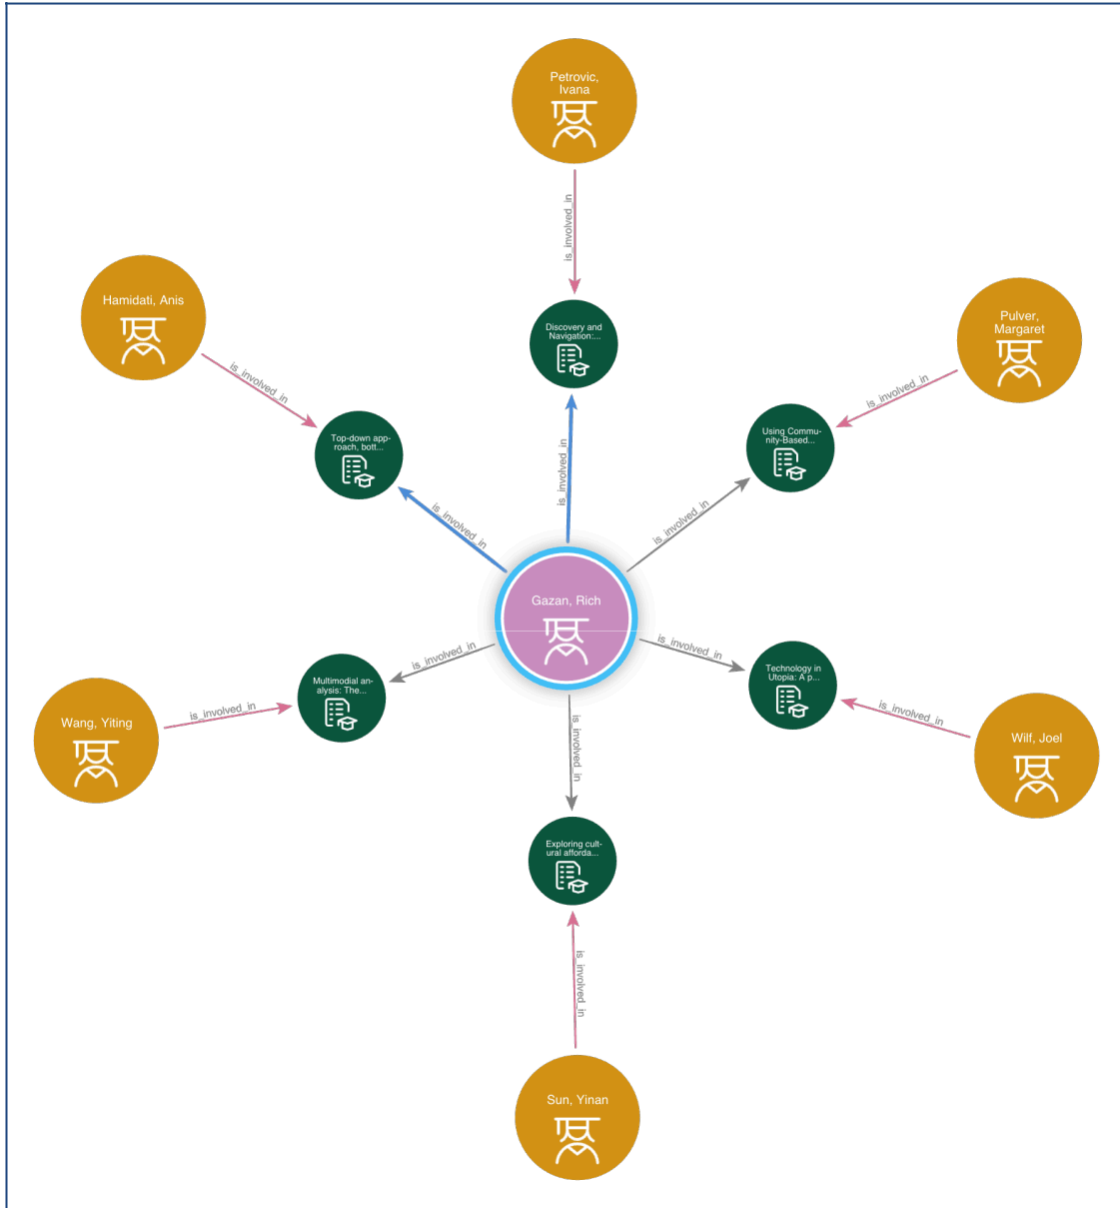 Petrovic,
Ivana
is_involved_in
Hamidati, Anis
is_involved_in
Pulver,
Margaret
is_involved_in
Discovery and
Navigation:...
Top-down app-
roach, bott...
Using Commu-
nity-Based...
is_involved_in
is_involved_in
is_involved_in
Gazan, Rich
is_involved_in
is_involved_in
is_involved_in
Multimodial an-
alysis: The...
Technology in
Utopia: A p...
Wang, Yiting
is_involved_in
is_involved_in
Wilf, Joel
Exploring cult-
ural afforda...
is_involved_in
Sun, Yinan